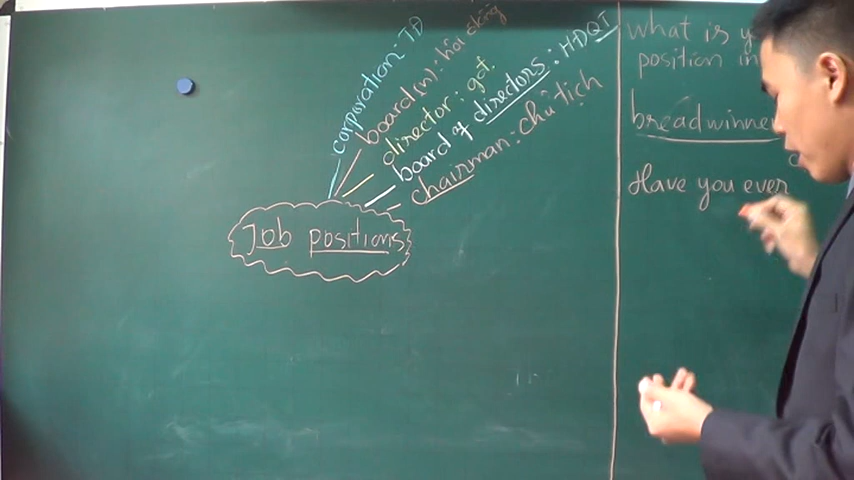 corporation: TĐ
board(n): hội đồng
director: gđ.
board of directors: HĐQT
chairman: chủ tịch
Job positions
what is
position in
breadwinner
Have you ever